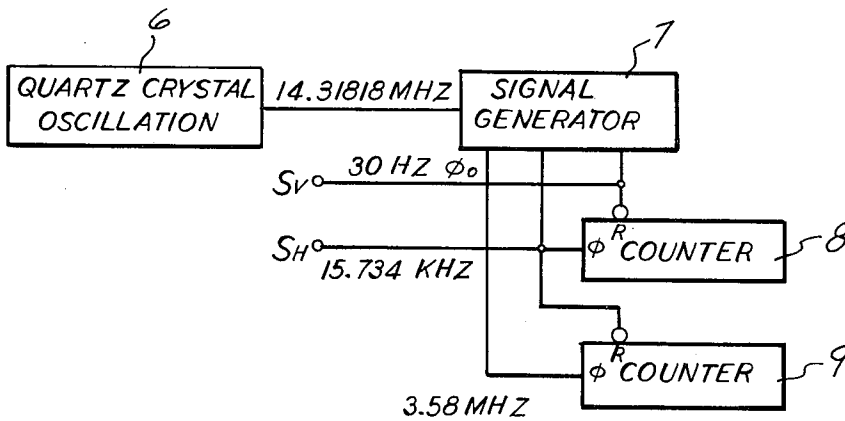 6
7
QUARTZ CRYSTAL
OSCILLATION
14.31818 MHZ
SIGNAL
GENERATOR
SV
30 HZ φ0
R
φ COUNTER
8
SH
15.734 KHZ
R
φ COUNTER
9
3.58 MHZ